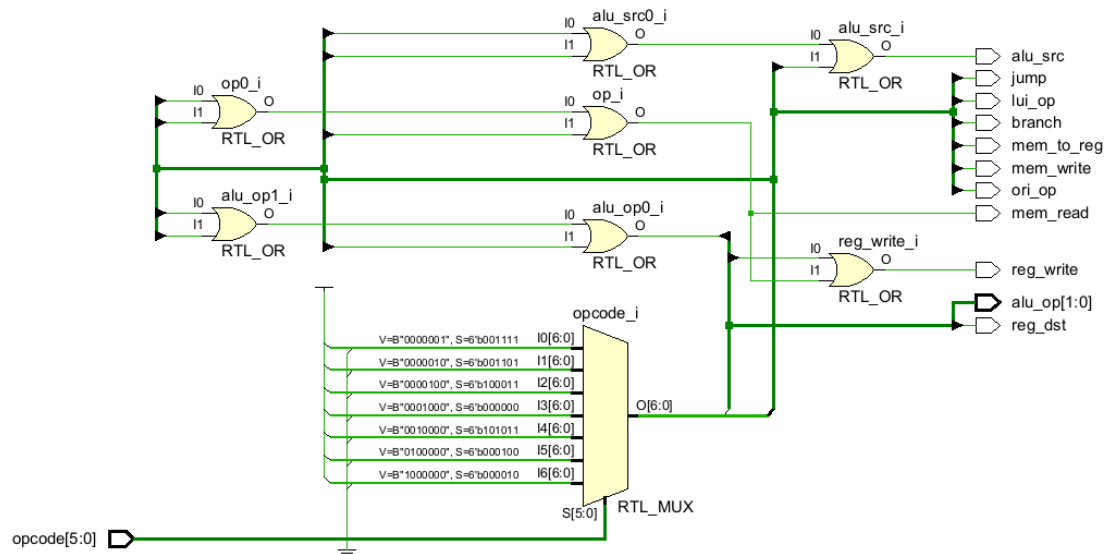 alu_src0_i
I0
I1
O
RTL_OR
alu_src_i
I0
I1
O
RTL_OR
alu_src
jump
lui_op
branch
mem_to_reg
mem_write
ori_op
mem_read
op0_i
I0
I1
O
RTL_OR
op_i
I0
I1
O
RTL_OR
alu_op1_i
I0
I1
O
RTL_OR
alu_op0_i
I0
I1
O
RTL_OR
reg_write_i
I0
I1
O
RTL_OR
reg_write
alu_op[1:0]
reg_dst
opcode_i
V=B"0000001", S=6'b001111 I0[6:0]
V=B"0000010", S=6'b001101 I1[6:0]
V=B"0000100", S=6'b100011 I2[6:0]
V=B"0001000", S=6'b000000 I3[6:0]
V=B"0010000", S=6'b101011 I4[6:0]
V=B"0100000", S=6'b000100 I5[6:0]
V=B"1000000", S=6'b000010 I6[6:0]
O[6:0]
S[5:0]
RTL_MUX
opcode[5:0]